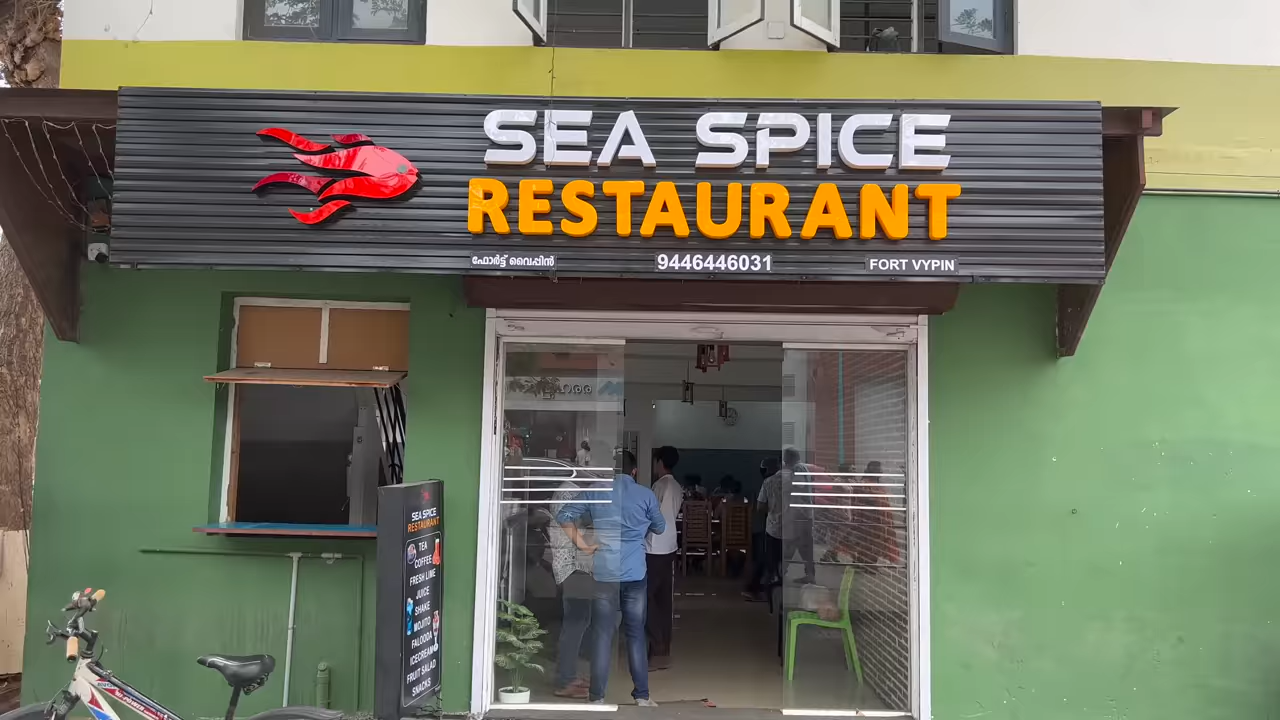 SEA SPICE
RESTAURANT
ഫോർട്ട് വൈപ്പിൻ
9446446031
FORT VYPIN
SEA SPICE
RESTAURANT
TEA
COFFEE
FRESH LIME
JUICE
SHAKE
MOJITO
FALOODA
ICECREAM
FRUIT SALAD
SNACKS